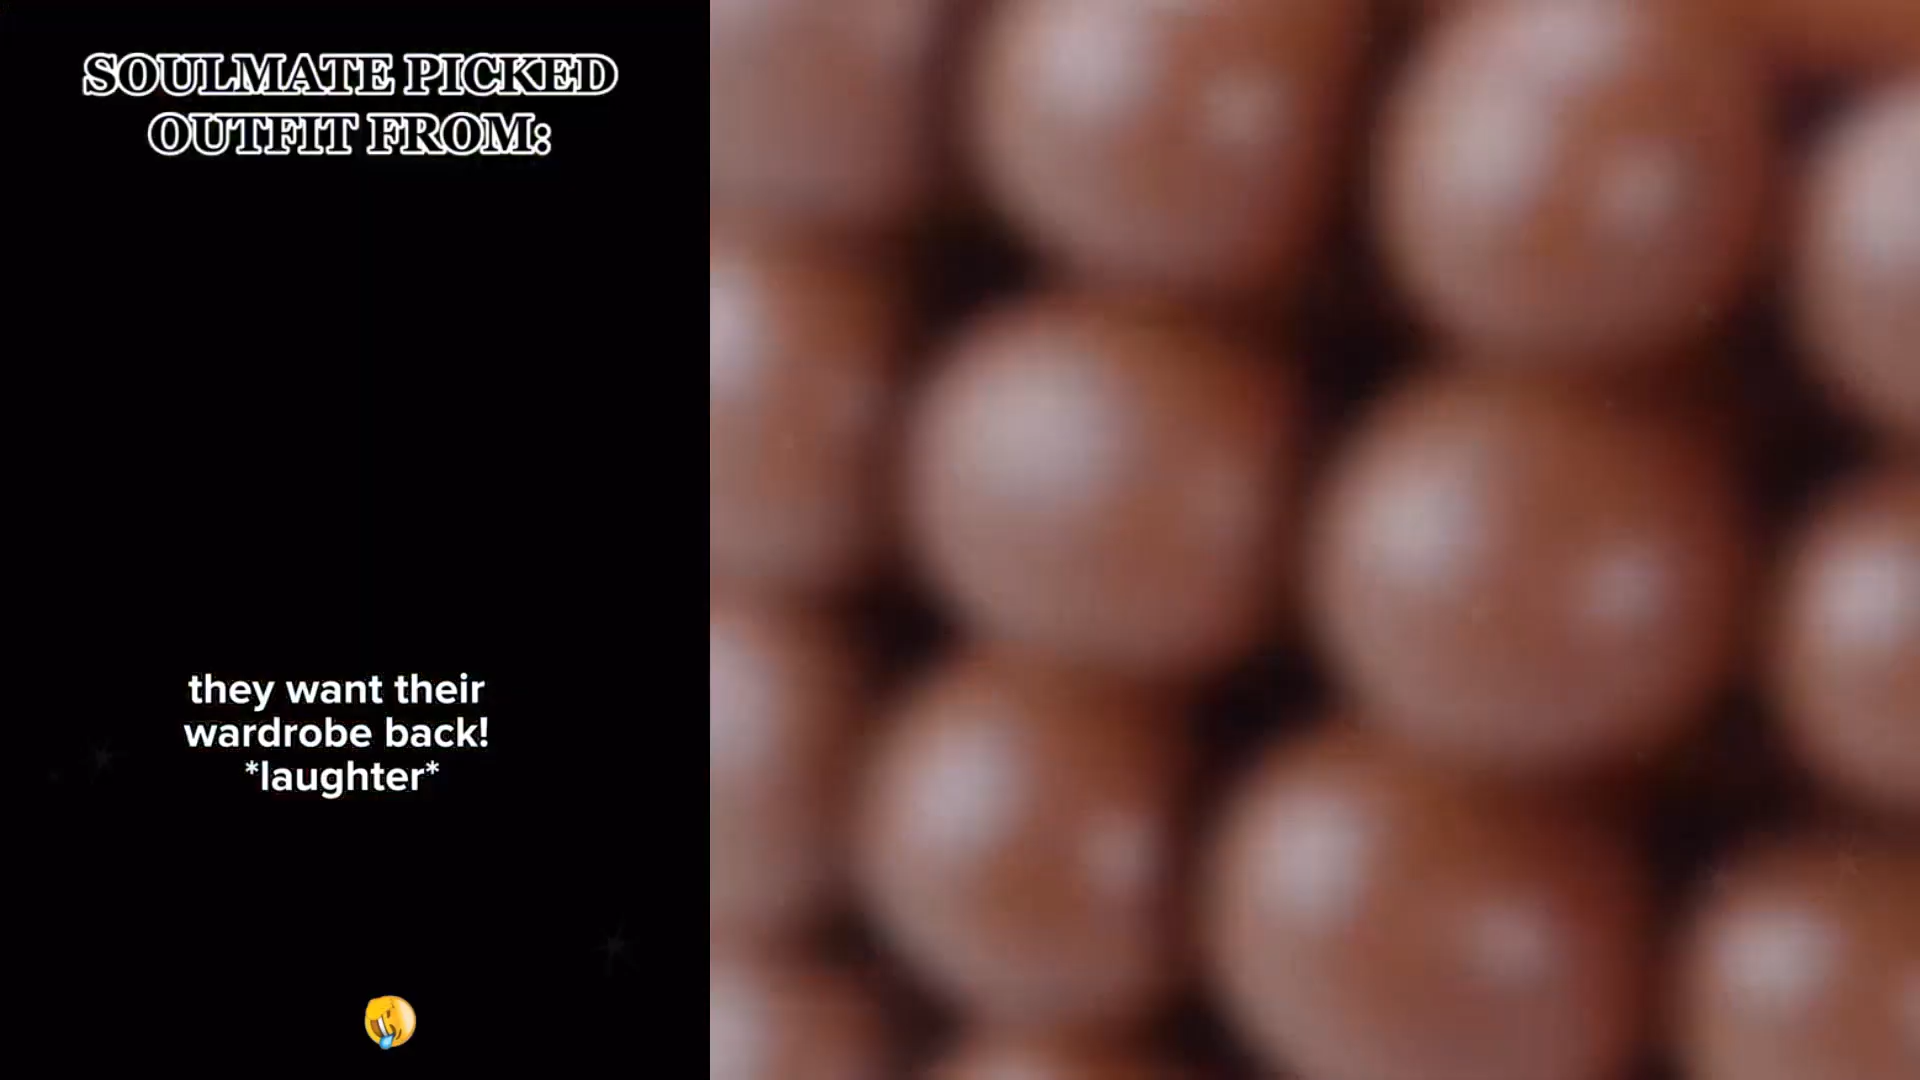 SOULMATE PICKED
OUTFIT FROM:
they want their
wardrobe back!
*laughter*